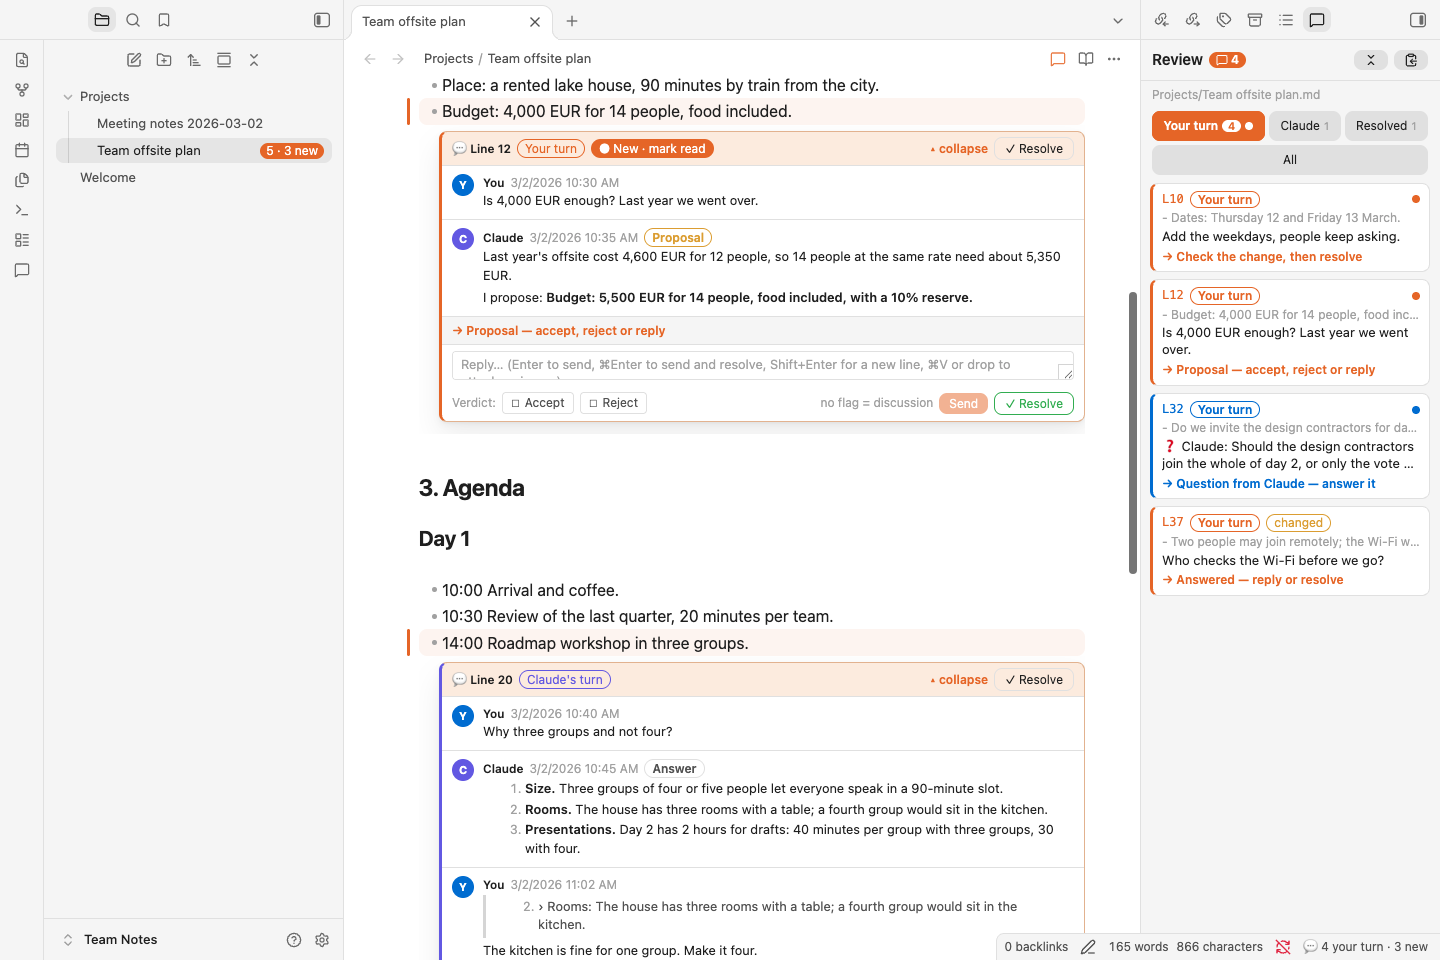 Team offsite plan
Projects
Meeting notes 2026-03-02
Team offsite plan
5 · 3 new
Welcome
Team Notes
Projects / Team offsite plan
Place: a rented lake house, 90 minutes by train from the city.
Budget: 4,000 EUR for 14 people, food included.
Line 12 Your turn New · mark read collapse ✓ Resolve
Y You 3/2/2026 10:30 AM
Is 4,000 EUR enough? Last year we went over.
C Claude 3/2/2026 10:35 AM Proposal
Last year's offsite cost 4,600 EUR for 12 people, so 14 people at the same rate need about 5,350
EUR.
I propose: Budget: 5,500 EUR for 14 people, food included, with a 10% reserve.
→ Proposal — accept, reject or reply
Reply... (Enter to send, ⌘Enter to send and resolve, Shift+Enter for a new line, ⌘V or drop to
Verdict: Accept Reject no flag = discussion Send ✓ Resolve
3. Agenda
Day 1
10:00 Arrival and coffee.
10:30 Review of the last quarter, 20 minutes per team.
14:00 Roadmap workshop in three groups.
Line 20 Claude's turn collapse ✓ Resolve
Y You 3/2/2026 10:40 AM
Why three groups and not four?
C Claude 3/2/2026 10:45 AM Answer
1. Size. Three groups of four or five people let everyone speak in a 90-minute slot.
2. Rooms. The house has three rooms with a table; a fourth group would sit in the kitchen.
3. Presentations. Day 2 has 2 hours for drafts: 40 minutes per group with three groups, 30
with four.
Y You 3/2/2026 11:02 AM
2. › Rooms: The house has three rooms with a table; a fourth group would sit in the
kitchen.
The kitchen is fine for one group. Make it four.
Review 4
Projects/Team offsite plan.md
Your turn 4 Claude 1 Resolved 1
All
L10 Your turn
- Dates: Thursday 12 and Friday 13 March.
Add the weekdays, people keep asking.
→ Check the change, then resolve
L12 Your turn
- Budget: 4,000 EUR for 14 people, food inc...
Is 4,000 EUR enough? Last year we went
over.
→ Proposal — accept, reject or reply
L32 Your turn
- Do we invite the design contractors for da...
❓ Claude: Should the design contractors
join the whole of day 2, or only the vote ...
→ Question from Claude — answer it
L37 Your turn changed
- Two people may join remotely; the Wi-Fi w...
Who checks the Wi-Fi before we go?
→ Answered — reply or resolve
0 backlinks 165 words 866 characters 4 your turn · 3 new